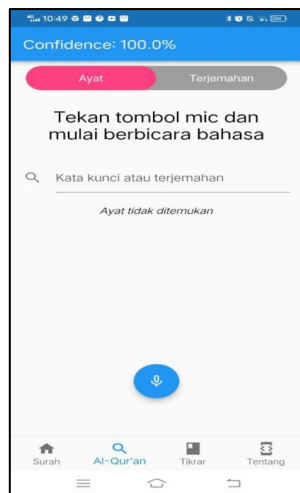 10:49
Confidence: 100.0%
Ayat Terjemahan
Tekan tombol mic dan
mulai berbicara bahasa
Kata kunci atau terjemahan
Ayat tidak ditemukan
Surah Al-Qur'an Tikrar Tentang